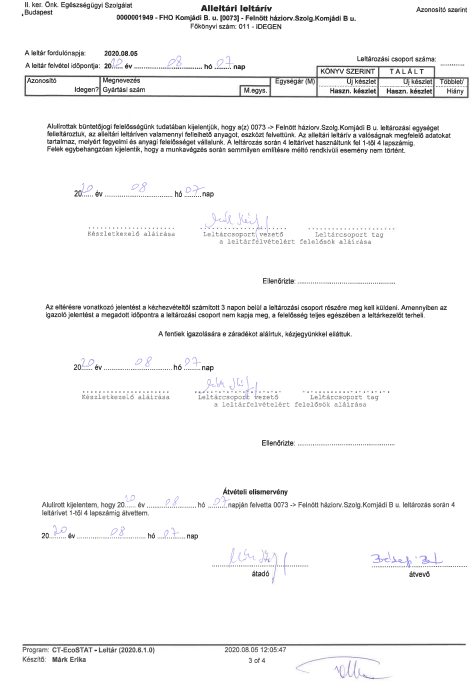 II. ker. Önk. Egészségügyi Szolgálat
Budapest
Alleltári leltárív
Azonosító szerint
0000001949 - FHO Komjádi B. u. [0073] - Felnőtt háziorv.Szolg.Komjádi B u.
Főkönyvi szám: 011 - IDEGEN
A leltár fordulónapja: 2020.08.05
A leltár felvétel időpontja: 2020 év 08 hó 07 nap
Leltározási csoport száma:
KÖNYV SZERINT TALÁLT
Azonosító Megnevezés Egységár (M) Új készlet Új készlet Többlet/
Idegen? Gyártási szám M.egys. Haszn. készlet Haszn. készlet Hiány
Alulírottak büntetőjogi felelősségünk tudatában kijelentjük, hogy a(z) 0073 -> Felnőtt háziorv.Szolg.Komjádi B u. leltározási egységet
felleltároztuk, az alleltári leltáríven valamennyi fellelhető anyagot, eszközt felvettünk. Az alleltári leltárív a valóságnak megfelelő adatokat
tartalmaz, melyért fegyelmi és anyagi felelősséget vállalunk. A leltározás során 4 leltárívet használtunk fel 1-től 4 lapszámig.
Felek egybehangzóan kijelentik, hogy a munkavégzés során semmilyen említésre méltó rendkívüli esemény nem történt.
2020 év 08 hó 07 nap
Készletkezelő aláírása Leltárcsoport vezető Leltárcsoport tag
a leltárfelvételért felelősök aláírása
Ellenőrizte:
Az eltérésre vonatkozó jelentést a kézhezvételtől számított 3 napon belül a leltározási csoport részére meg kell küldeni. Amennyiben az
igazoló jelentést a megadott időpontra a leltározási csoport nem kapja meg, a felelősség teljes egészében a leltárkezelőt terheli.
A fentiek igazolására e záradékot aláírtuk, kézjegyünkkel elláttuk.
2020 év 08 hó 07 nap
Készletkezelő aláírása Leltárcsoport vezető Leltárcsoport tag
a leltárfelvételért felelősök aláírása
Ellenőrizte:
Átvételi elismervény
Alulírott kijelentem, hogy 2020 év 08 hó 07 napján felvetta 0073 -> Felnőtt háziorv.Szolg.Komjádi B u. leltározás során 4
leltárívet 1-től 4 lapszámig átvettem.
2020 év 08 hó 07 nap
átadó
átvevő
Program: CT-EcoSTAT - Leltár (2020.6.1.0)
2020.08.05 12:05:47
Készítő: Márk Erika
3 of 4